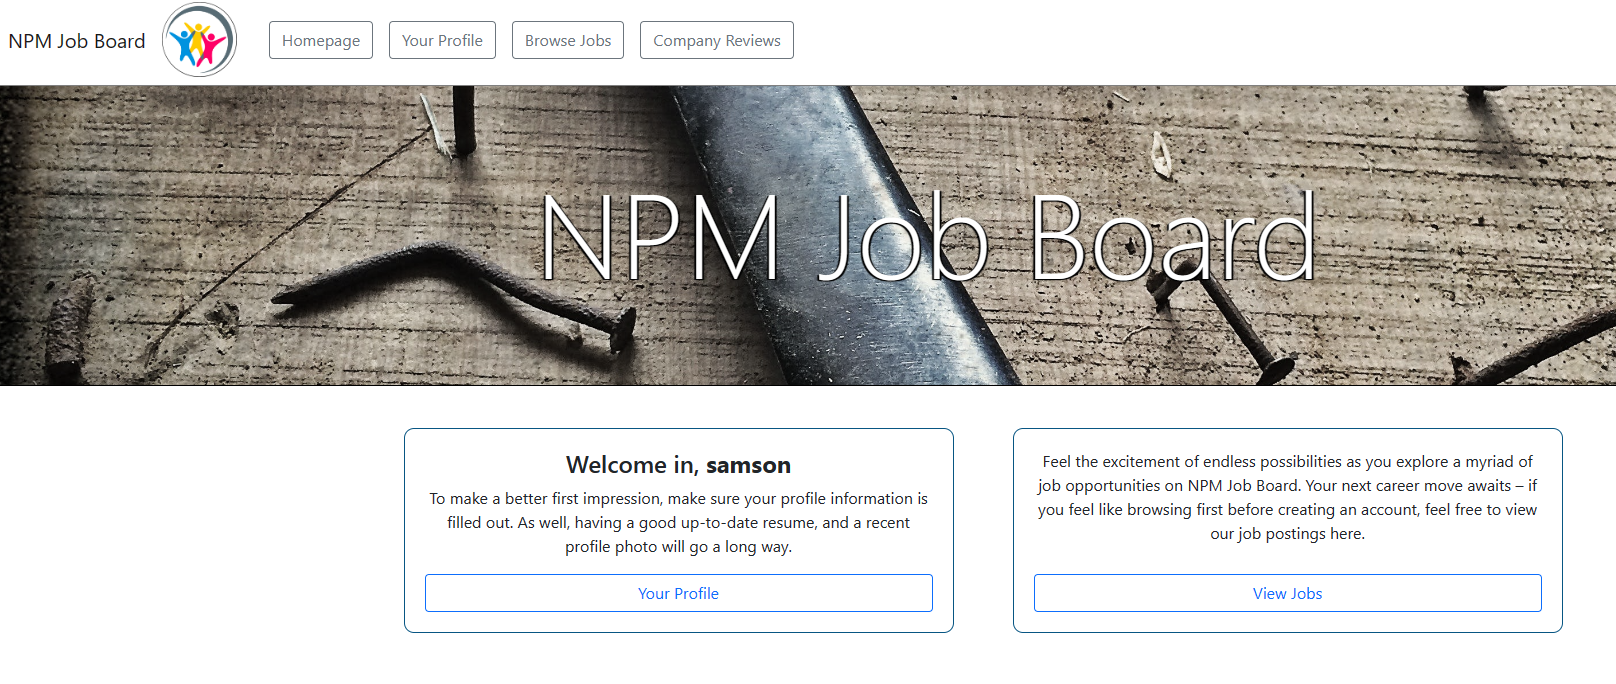 NPM Job Board
Homepage
Your Profile
Browse Jobs
Company Reviews
NPM Job Board
Welcome in, samson
To make a better first impression, make sure your profile information is
filled out. As well, having a good up-to-date resume, and a recent
profile photo will go a long way.
Your Profile
Feel the excitement of endless possibilities as you explore a myriad of
job opportunities on NPM Job Board. Your next career move awaits – if
you feel like browsing first before creating an account, feel free to view
our job postings here.
View Jobs